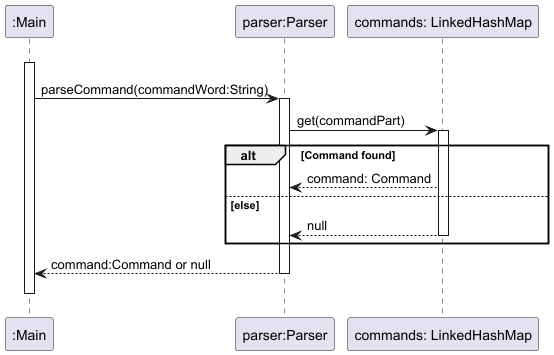 :Main
parser:Parser
commands: LinkedHashMap
parseCommand(commandWord:String)
get(commandPart)
alt
[Command found]
command: Command
[else]
null
command:Command or null
:Main
parser:Parser
commands: LinkedHashMap